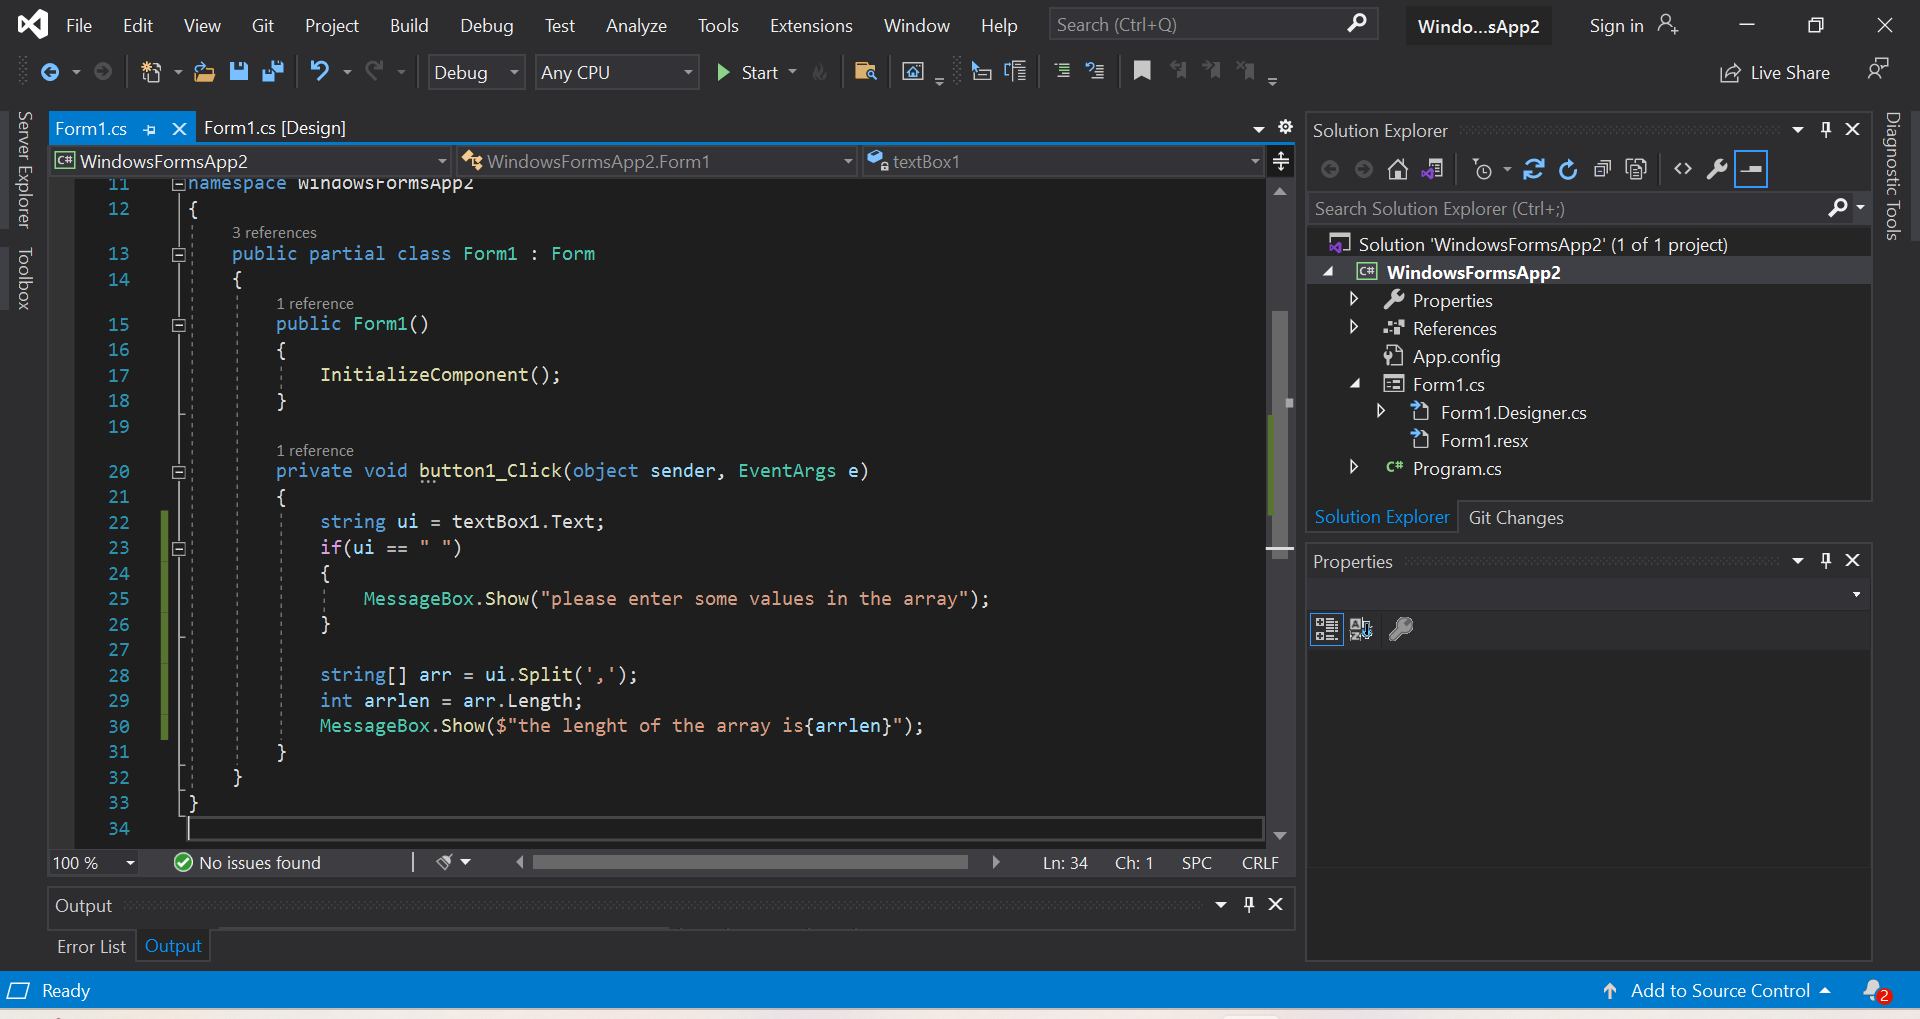 File Edit View Git Project Build Debug Test Analyze Tools Extensions Window Help Search (Ctrl+Q) Windo...sApp2 Sign in
Debug Any CPU Start Live Share
Server Explorer
Toolbox
Form1.cs Form1.cs [Design]
C# WindowsFormsApp2 WindowsFormsApp2.Form1 textBox1
11 namespace WindowsFormsApp2
12 {
3 references
13 public partial class Form1 : Form
14 {
1 reference
15 public Form1()
16 {
17 InitializeComponent();
18 }
19
1 reference
20 private void button1_Click(object sender, EventArgs e)
21 {
22 string ui = textBox1.Text;
23 if(ui == " ")
24 {
25 MessageBox.Show("please enter some values in the array");
26 }
27
28 string[] arr = ui.Split(',');
29 int arrlen = arr.Length;
30 MessageBox.Show($"the lenght of the array is{arrlen}");
31 }
32 }
33 }
34
100 % No issues found Ln: 34 Ch: 1 SPC CRLF
Output
Error List Output
Solution Explorer
Search Solution Explorer (Ctrl+;)
Solution 'WindowsFormsApp2' (1 of 1 project)
C# WindowsFormsApp2
Properties
References
App.config
Form1.cs
Form1.Designer.cs
Form1.resx
C# Program.cs
Solution Explorer Git Changes
Properties
Diagnostic Tools
Ready Add to Source Control 2